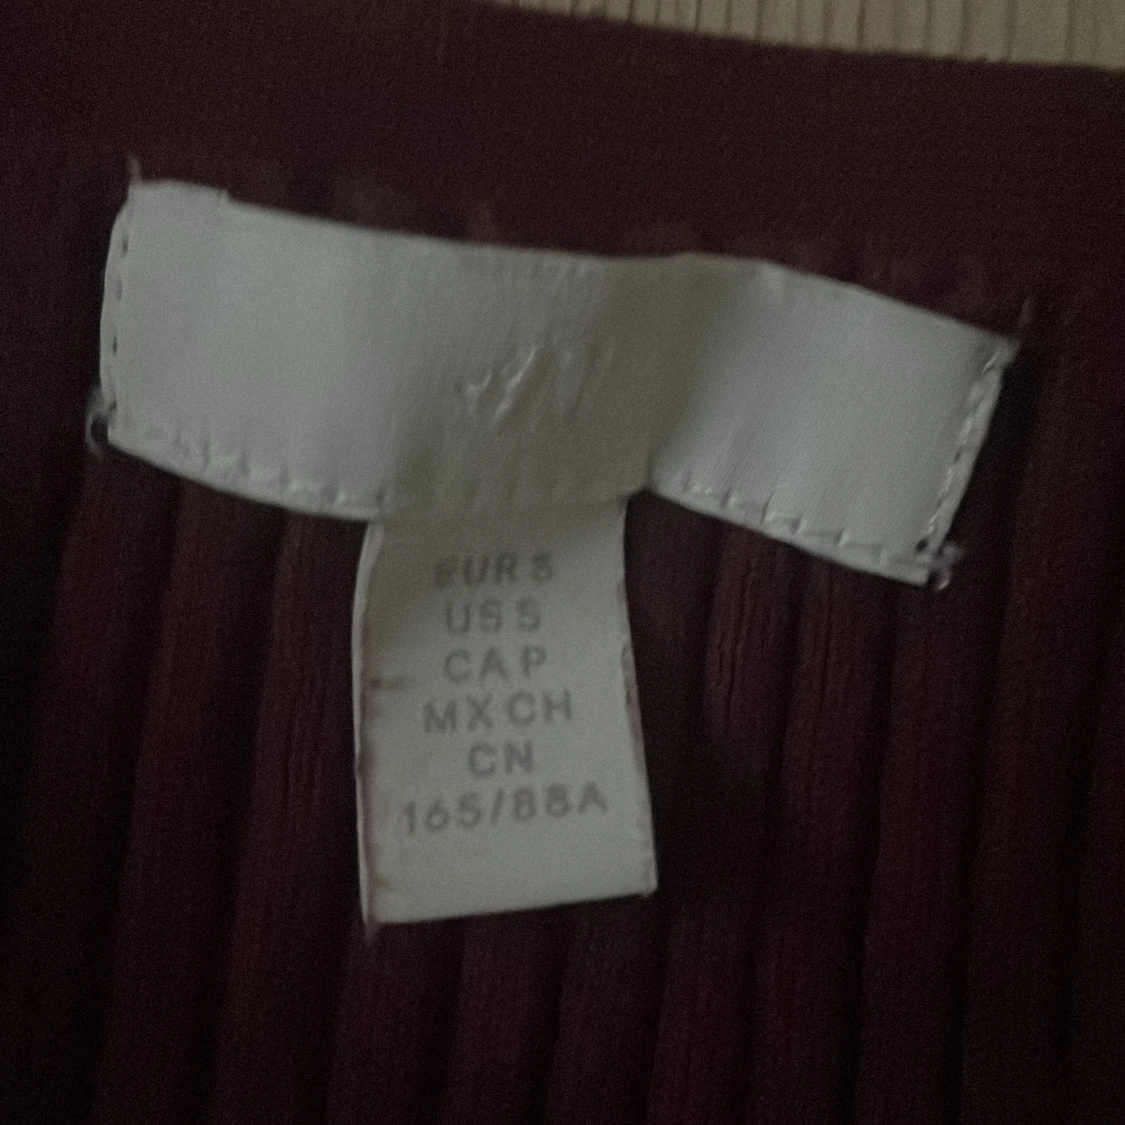 EUR S
US S
CA P
MX CH
CN
165/88A